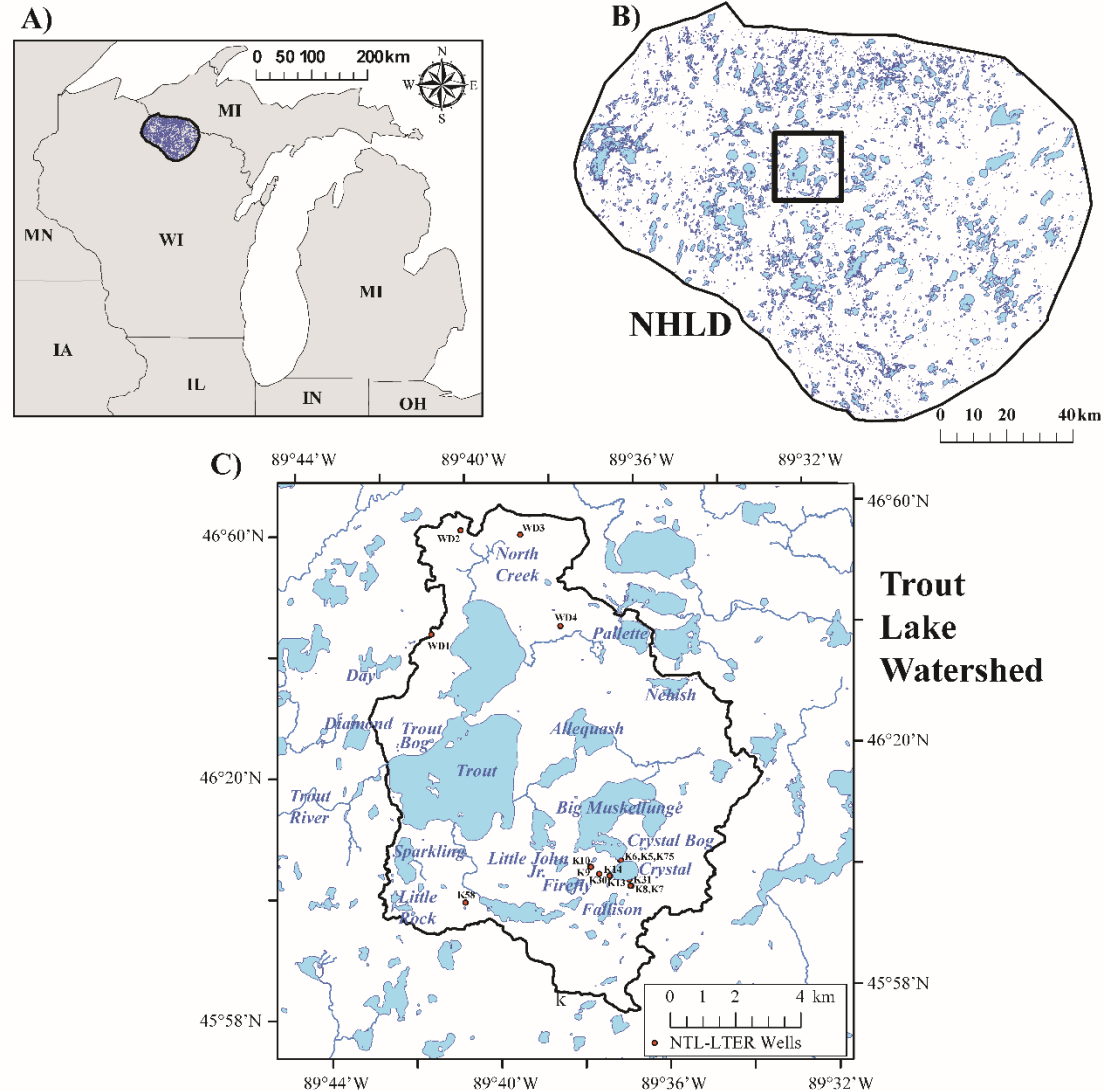 A)
0 50 100 200 km
N
W E
S
MI
MN
WI
MI
IA
IL
IN
OH
B)
NHLD
0 10 20 40 km
C)
89°44'W 89°40'W 89°36'W 89°32'W
46°60'N
46°60'N
WD2
WD3
North
Creek
WD4
WD1
Pallette
Day
Nebish
Diamond
Trout
Bog
Allequash
46°20'N
46°20'N
Trout
Trout
River
Big Muskellunge
Crystal Bog
Sparkling
Little John
Jr.
K10
K6,K5,K75
K9
K14
Crystal
Firefly
K30
K13
K31
K8,K7
Little
Rock
K58
Fallison
45°58'N
45°58'N
k
0 1 2 4 km
NTL-LTER Wells
89°44'W 89°40'W 89°36'W 89°32'W
Trout
Lake
Watershed